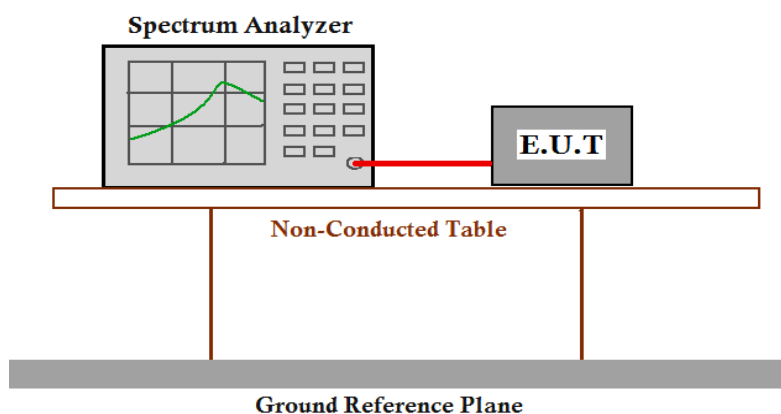 Spectrum Analyzer
E.U.T
Non-Conducted Table
Ground Reference Plane